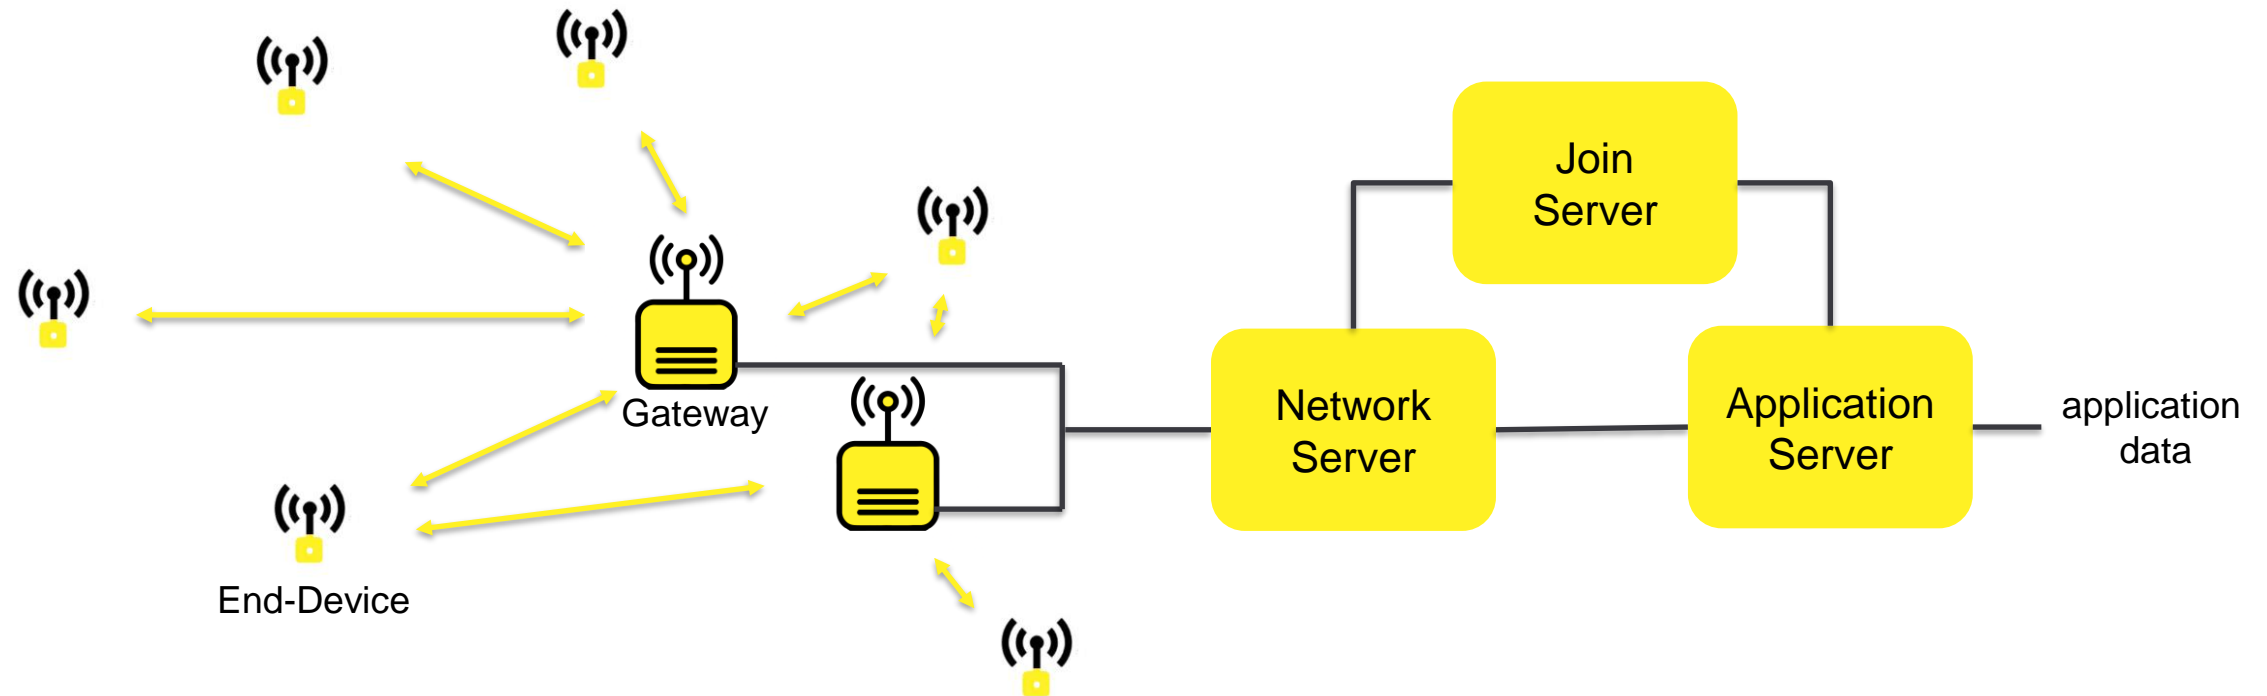 Join
Server
Gateway
Network
Server
Application
Server
application
data
End-Device